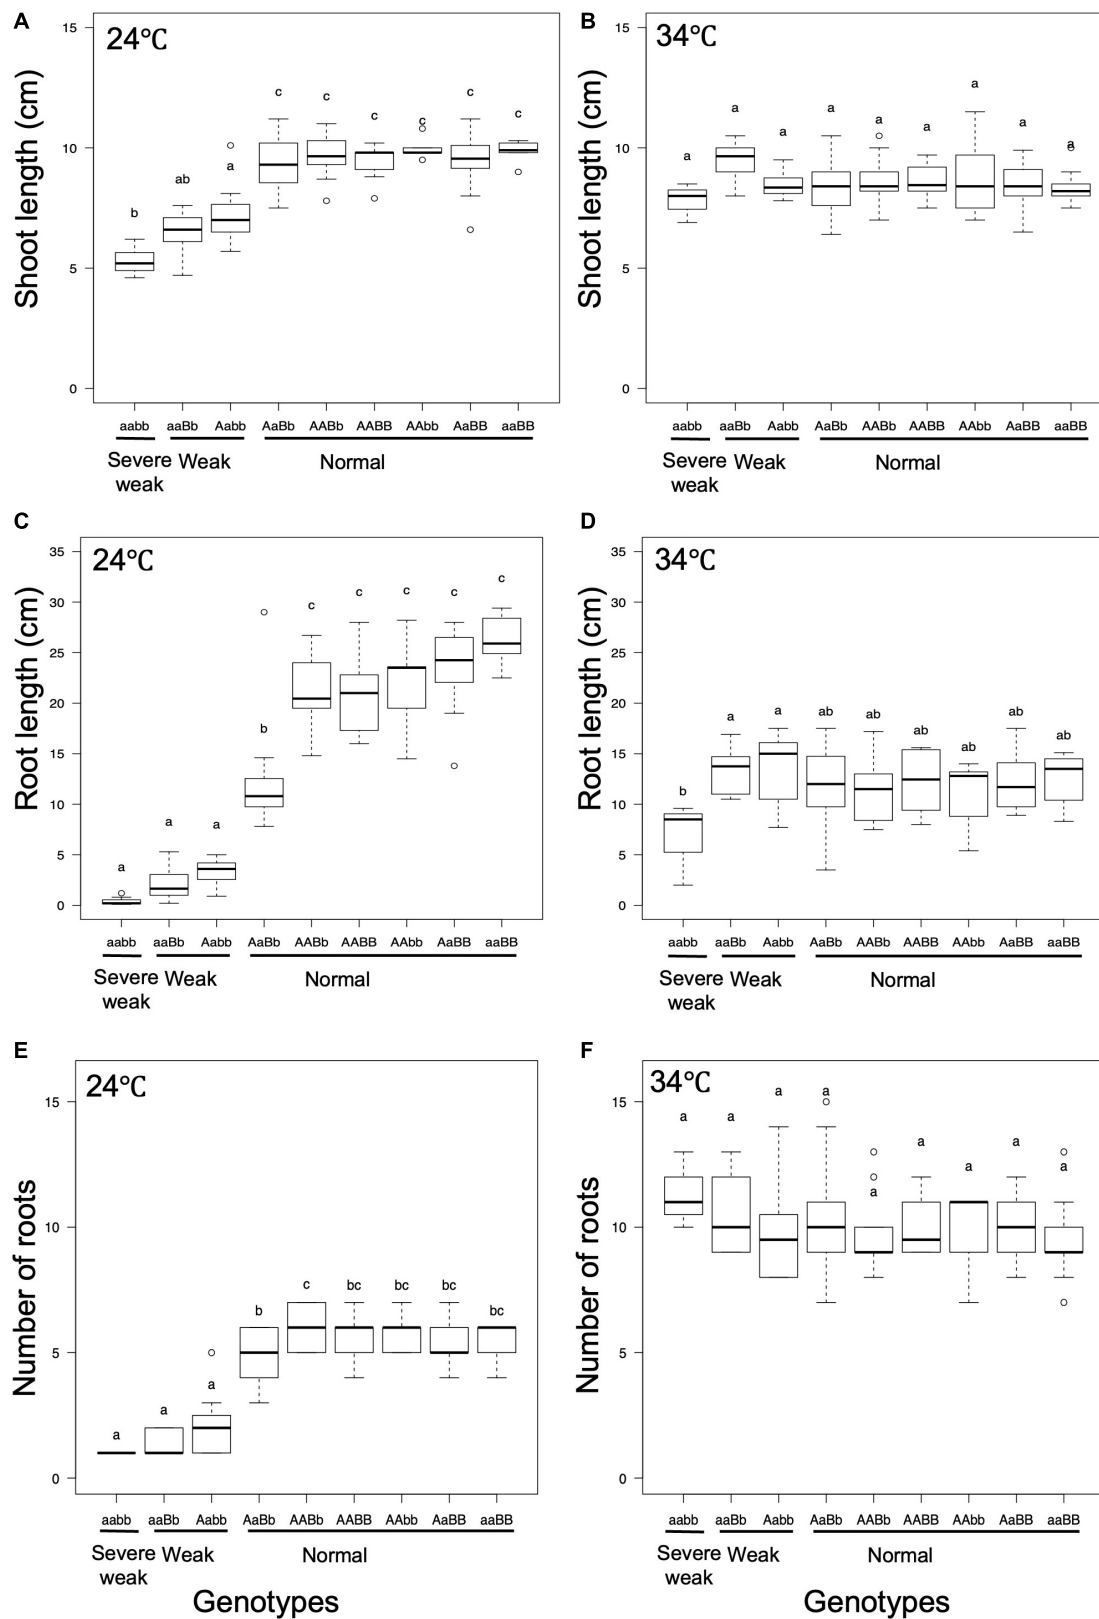 A
24℃
Shoot length (cm)
15
10
5
0
b
ab
a
c
c
c
c
c
c
aabb aaBb Aabb AaBb AABb AABB AAbb AaBB aaBB
Severe Weak Normal
weak
B
34℃
Shoot length (cm)
15
10
5
0
a
a
a
a
a
a
a
a
a
aabb aaBb Aabb AaBb AABb AABB AAbb AaBB aaBB
Severe Weak Normal
weak
C
24℃
Root length (cm)
35
30
25
20
15
10
5
0
a
a
a
b
c
c
c
c
c
aabb aaBb Aabb AaBb AABb AABB AAbb AaBB aaBB
Severe Weak Normal
weak
D
34℃
Root length (cm)
35
30
25
20
15
10
5
0
b
a
a
ab
ab
ab
ab
ab
ab
aabb aaBb Aabb AaBb AABb AABB AAbb AaBB aaBB
Severe Weak Normal
weak
E
24℃
Number of roots
15
10
5
0
a
a
a
b
c
bc
bc
bc
bc
aabb aaBb Aabb AaBb AABb AABB AAbb AaBB aaBB
Severe Weak Normal
weak
Genotypes
F
34℃
Number of roots
15
10
5
0
a
a
a
a
a
a
a
a
a
aabb aaBb Aabb AaBb AABb AABB AAbb AaBB aaBB
Severe Weak Normal
weak
Genotypes